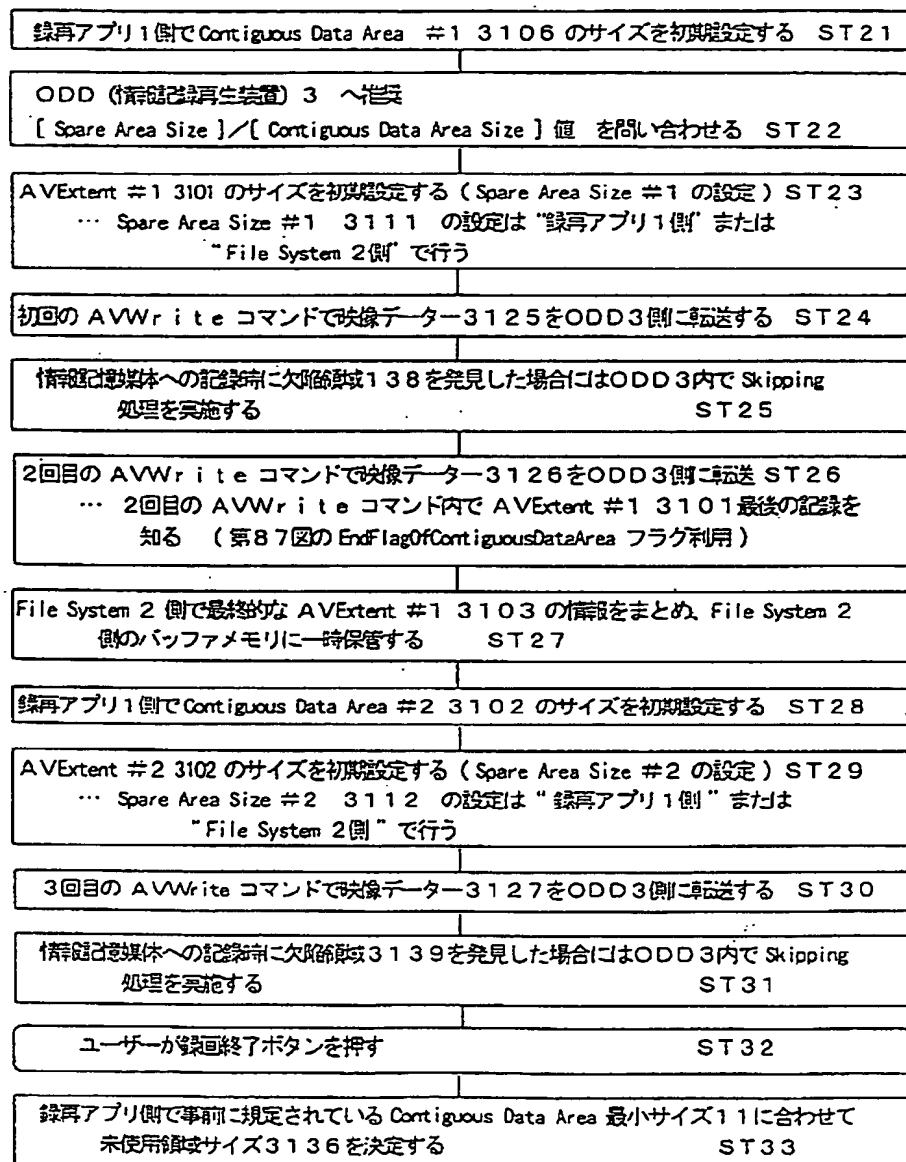 録再アプリ1側でContiguous Data Area #1 3106 のサイズを初期設定する ST21
ODD (情報記録再生装置) 3 へ推奨
[ Spare Area Size ]/[ Contiguous Data Area Size ] 値 を問い合わせる ST22
AVExtent #1 3101 のサイズを初期設定する ( Spare Area Size #1 の設定 ) ST23
… Spare Area Size #1 3111 の設定は "録再アプリ1側" または
"File System 2側" で行う
初回の AVWrite コマンドで映像データー3125をODD3側に転送する ST24
情報記憶媒体への記録時に欠陥領域138を発見した場合にはODD3内で Skipping
処理を実施する ST25
2回目の AVWrite コマンドで映像データー3126をODD3側に転送 ST26
… 2回目の AVWrite コマンド内で AVExtent #1 3101最後の記録を
知る ( 第87図の EndFlagOfContiguousDataArea フラグ利用 )
File System 2 側で最終的な AVExtent #1 3103 の情報をまとめ、File System 2
側のバッファメモリに一時保管する ST27
録再アプリ1側でContiguous Data Area #2 3102 のサイズを初期設定する ST28
AVExtent #2 3102 のサイズを初期設定する ( Spare Area Size #2 の設定 ) ST29
… Spare Area Size #2 3112 の設定は "録再アプリ1側" または
"File System 2側" で行う
3回目の AVWrite コマンドで映像データー3127をODD3側に転送する ST30
情報記憶媒体への記録時に欠陥領域3139を発見した場合にはODD3内で Skipping
処理を実施する ST31
ユーザーが録画終了ボタンを押す ST32
録再アプリ側で事前に規定されている Contiguous Data Area 最小サイズ11に合わせて
未使用領域サイズ3136を決定する ST33